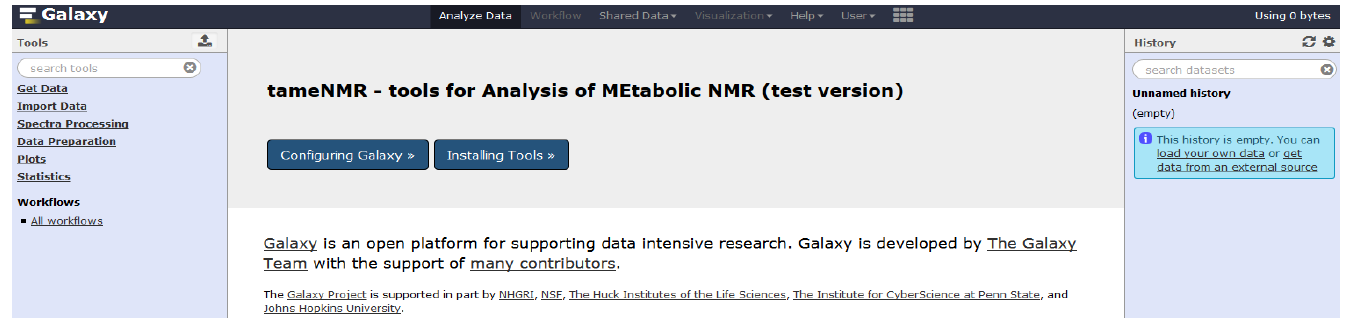 Galaxy
Analyze Data Workflow Shared Data Visualization Help User
Using 0 bytes
Tools
search tools
Get Data
Import Data
Spectra Processing
Data Preparation
Plots
Statistics
Workflows
All workflows
tameNMR - tools for Analysis of MEtabolic NMR (test version)
Configuring Galaxy » Installing Tools »
Galaxy is an open platform for supporting data intensive research. Galaxy is developed by The Galaxy
Team with the support of many contributors.
The Galaxy Project is supported in part by NHGRI, NSF, The Huck Institutes of the Life Sciences, The Institute for CyberScience at Penn State, and
Johns Hopkins University.
History
search datasets
Unnamed history
(empty)
This history is empty. You can
load your own data or get
data from an external source